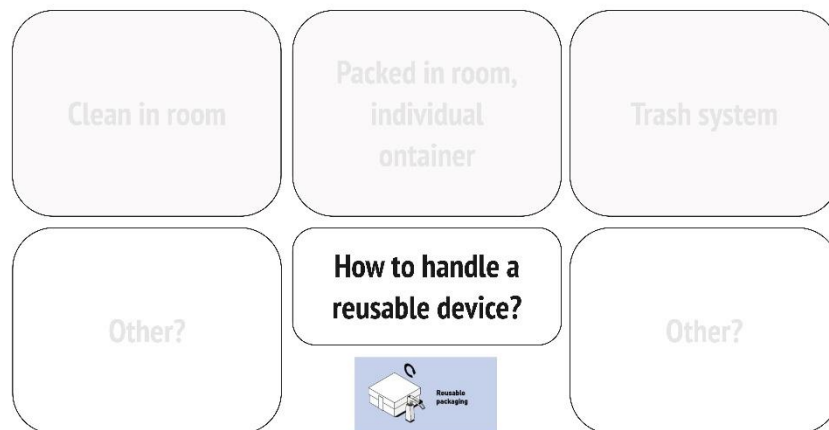 Clean in room
Packed in room,
individual
ontainer
Trash system
Other?
How to handle a
reusable device?
Other?
Reusable
packaging